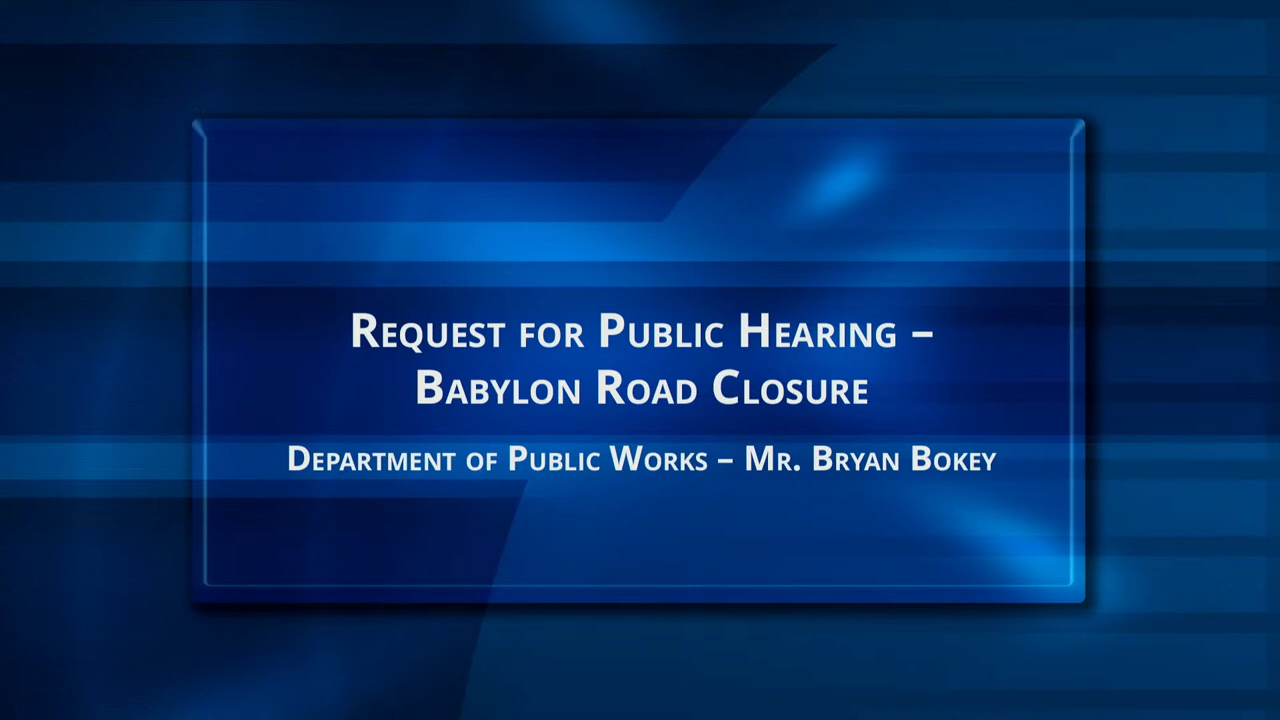 Request for Public Hearing –
Babylon Road Closure
Department of Public Works – Mr. Bryan Bokey